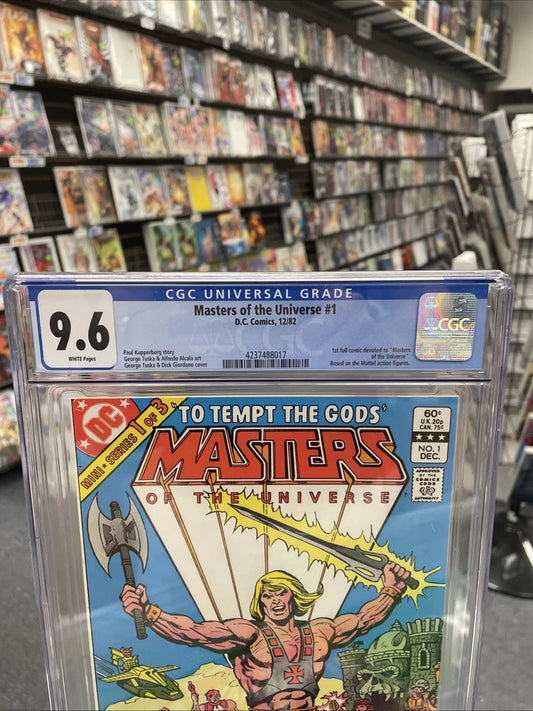 CGC UNIVERSAL GRADE
9.6
WHITE Pages
Masters of the Universe #1
D.C. Comics, 12/82
Paul Kupperberg story
George Tuska & Alfredo Alcala art
George Tuska & Dick Giordano cover
4237488017
1st full comic devoted to "Masters
of the Universe".
Based on the Mattel action figures.
CGC
DC
MINI-SERIES 1 OF 3
"TO TEMPT THE GODS"
MASTERS
OF THE UNIVERSE
60¢
U.K. 20p
CAN. 75¢
NO. 1
DEC.
APPROVED
BY THE
COMICS
CODE
AUTHORITY